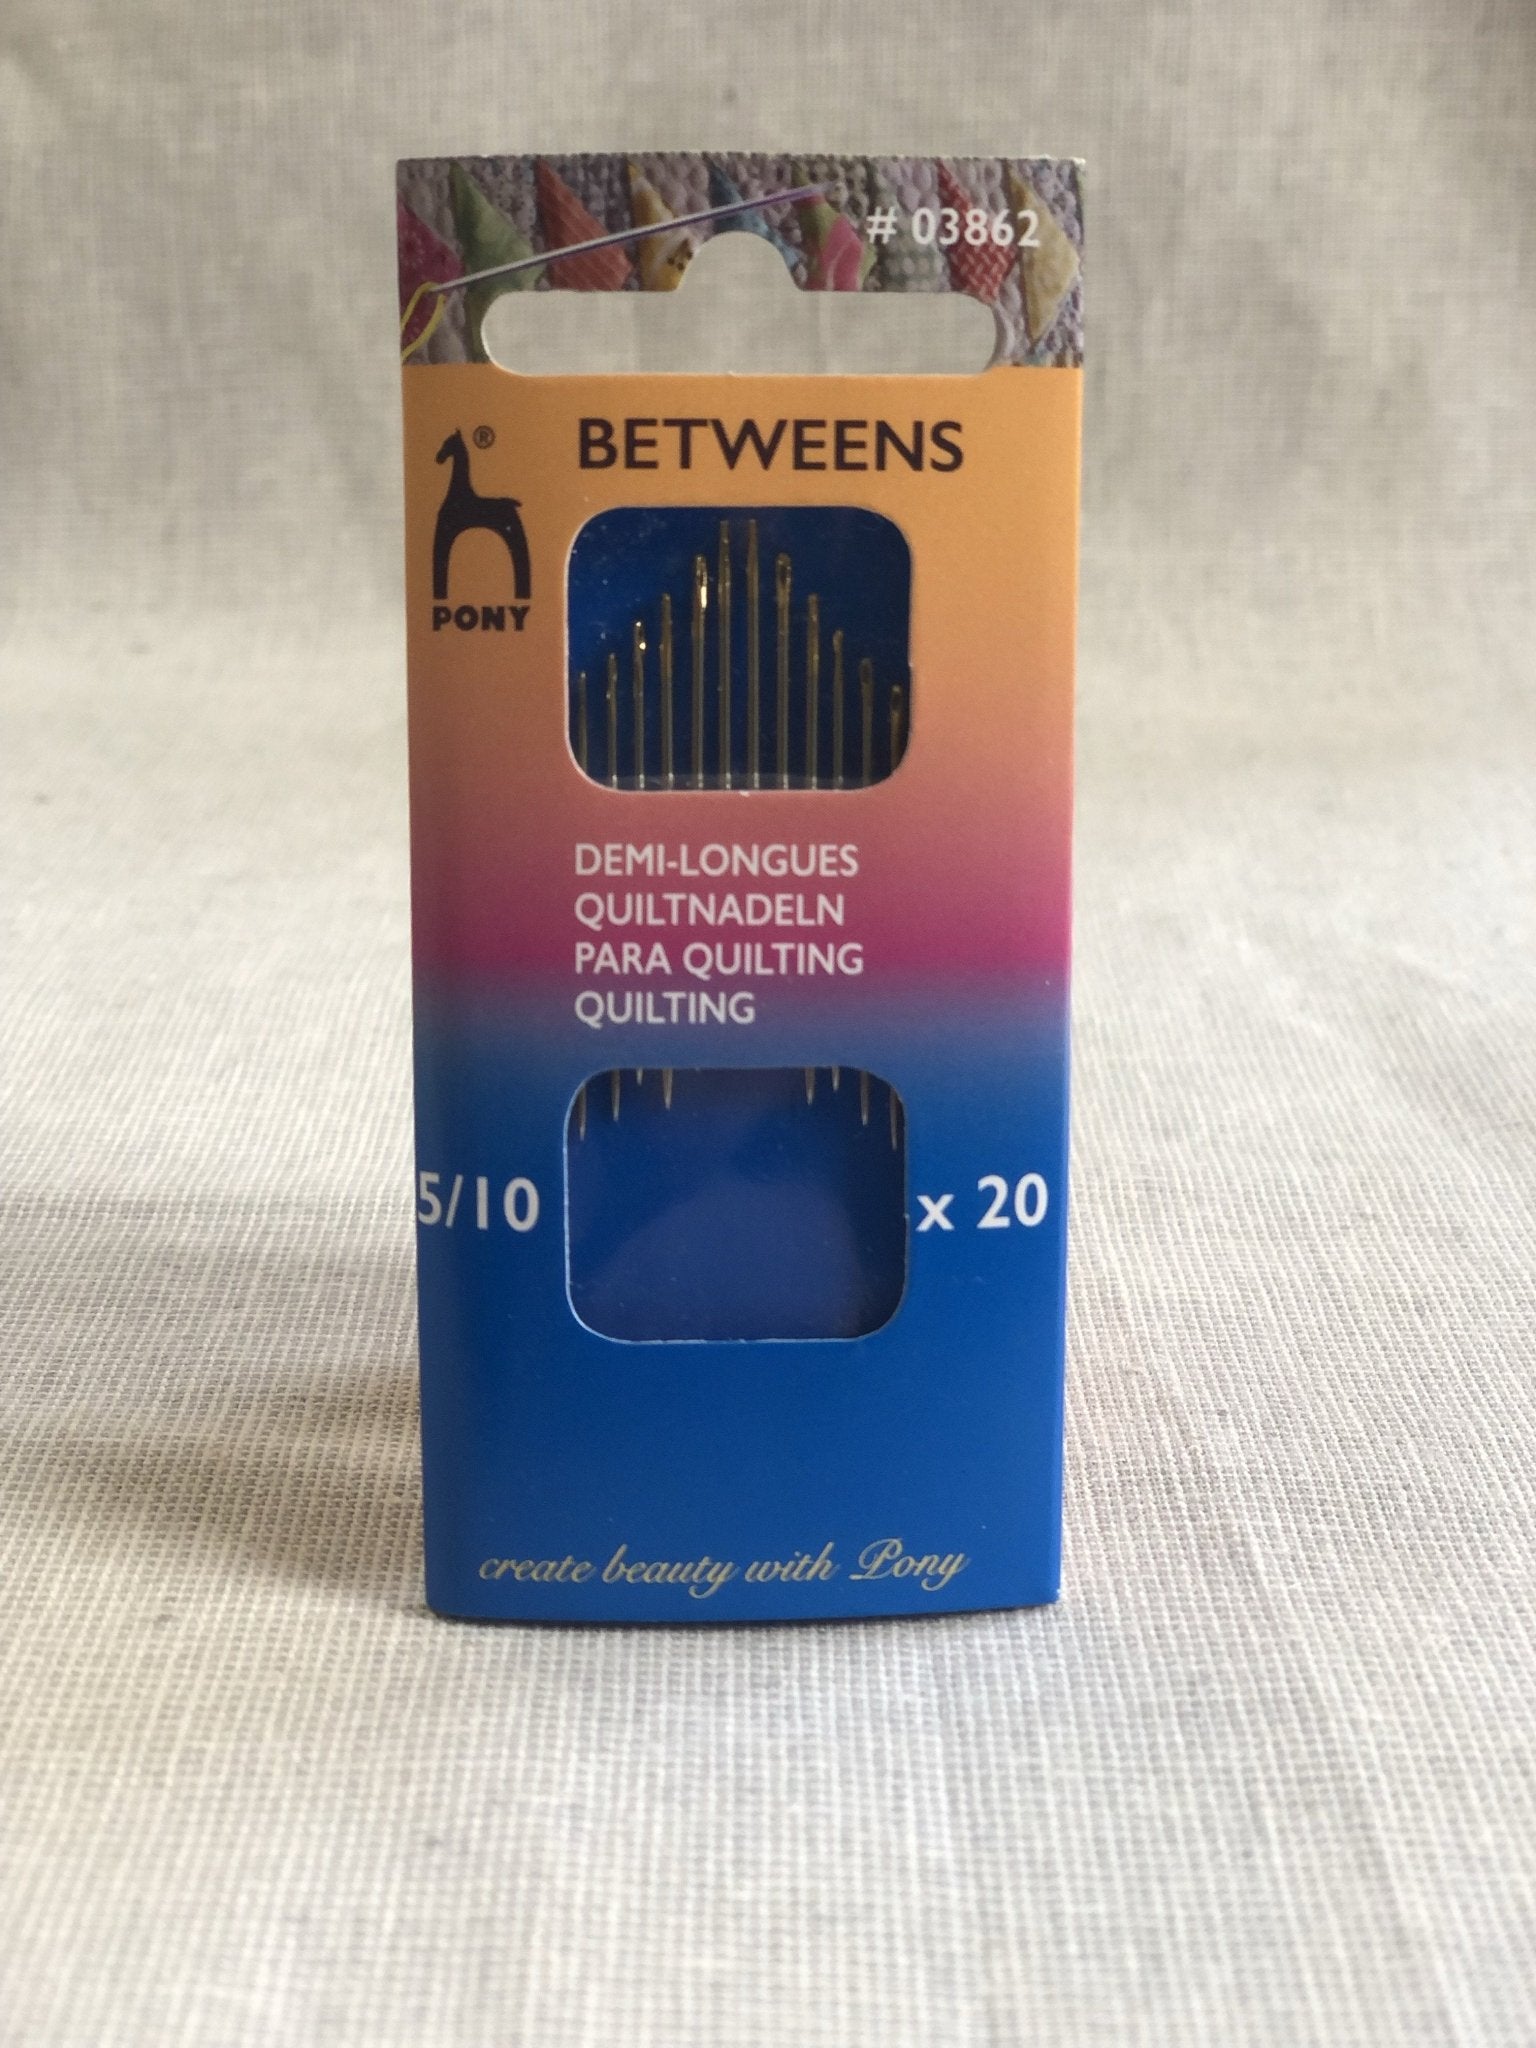 # 03862
BETWEENS
®
PONY
DEMI-LONGUES
QUILTNADELN
PARA QUILTING
QUILTING
5/10 x 20
create beauty with Pony